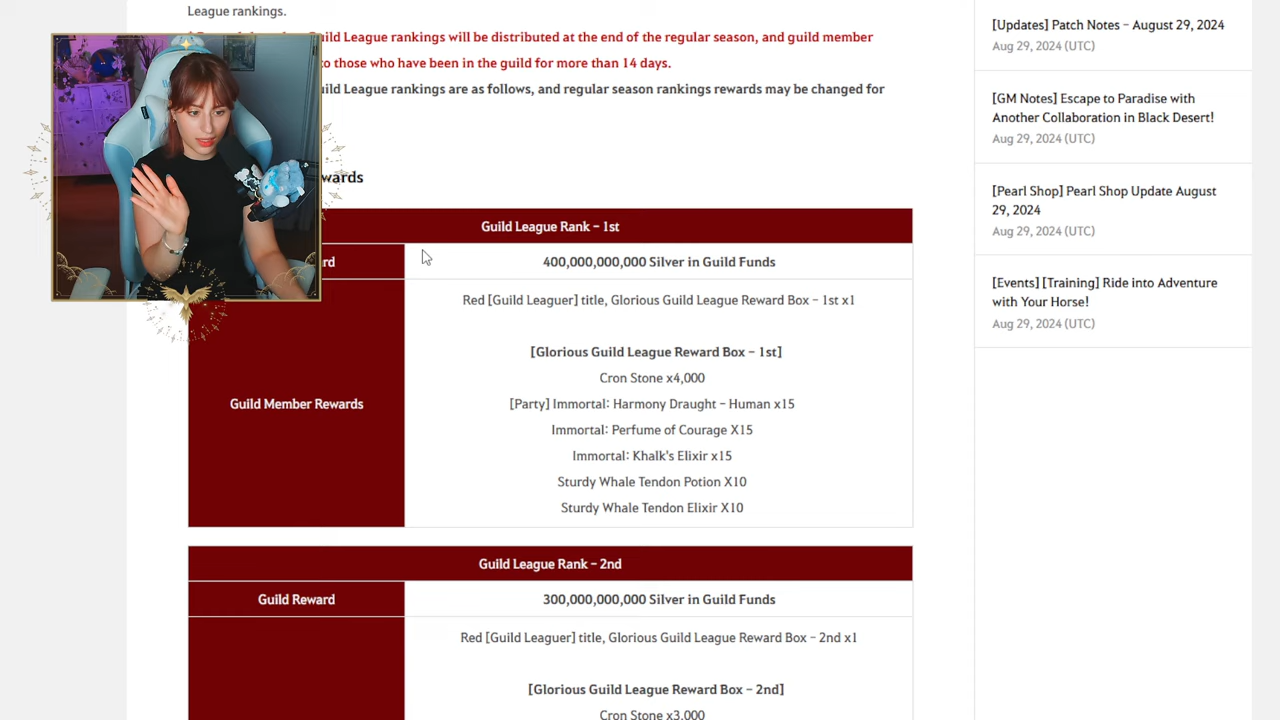 League rankings.
Guild League rankings will be distributed at the end of the regular season, and guild member
to those who have been in the guild for more than 14 days.
Guild League rankings are as follows, and regular season rankings rewards may be changed for
wards
Guild League Rank – 1st
rd
400,000,000,000 Silver in Guild Funds
Guild Member Rewards
Red [Guild Leaguer] title, Glorious Guild League Reward Box – 1st x1
[Glorious Guild League Reward Box – 1st]
Cron Stone x4,000
[Party] Immortal: Harmony Draught – Human x15
Immortal: Perfume of Courage X15
Immortal: Khalk's Elixir x15
Sturdy Whale Tendon Potion X10
Sturdy Whale Tendon Elixir X10
Guild League Rank – 2nd
Guild Reward
300,000,000,000 Silver in Guild Funds
Red [Guild Leaguer] title, Glorious Guild League Reward Box – 2nd x1
[Glorious Guild League Reward Box – 2nd]
Cron Stone x3,000
[Updates] Patch Notes – August 29, 2024
Aug 29, 2024 (UTC)
[GM Notes] Escape to Paradise with
Another Collaboration in Black Desert!
Aug 29, 2024 (UTC)
[Pearl Shop] Pearl Shop Update August
29, 2024
Aug 29, 2024 (UTC)
[Events] [Training] Ride into Adventure
with Your Horse!
Aug 29, 2024 (UTC)